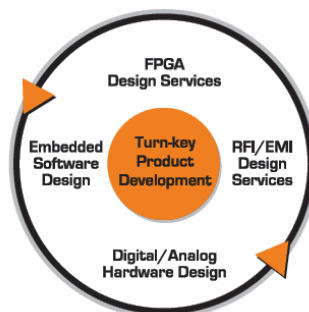 FPGA
Design Services
Embedded
Software
Design
Turn-key
Product
Development
RFI/EMI
Design
Services
Digital/Analog
Hardware Design